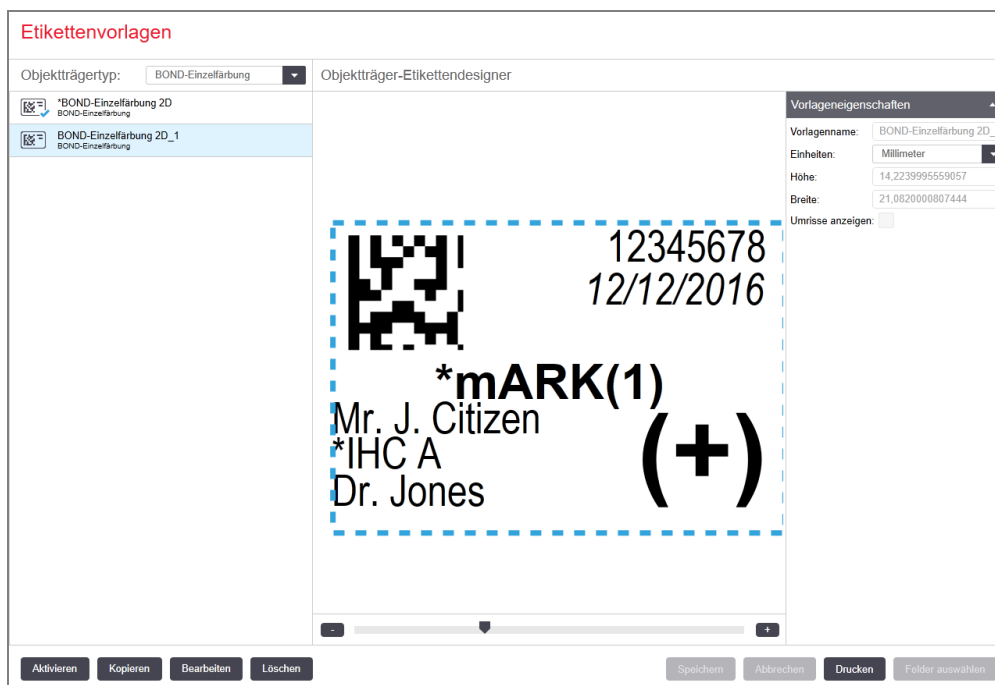 Etikettenvorlagen
Objektträgertyp:
BOND-Einzelfärbung
Objektträger-Etikettendesigner
*BOND-Einzelfärbung 2D
BOND-Einzelfärbung
BOND-Einzelfärbung 2D_1
BOND-Einzelfärbung
12345678
12/12/2016
*mARK(1)
Mr. J. Citizen
*IHC A
(+)
Dr. Jones
Vorlageneigenschaften
Vorlagenname: BOND-Einzelfärbung 2D_
Einheiten: Millimeter
Höhe: 14,2239995559057
Breite: 21,0820000807444
Umrisse anzeigen:
- +
Aktivieren Kopieren Bearbeiten Löschen Speichern Abbrechen Drucken Felder auswählen